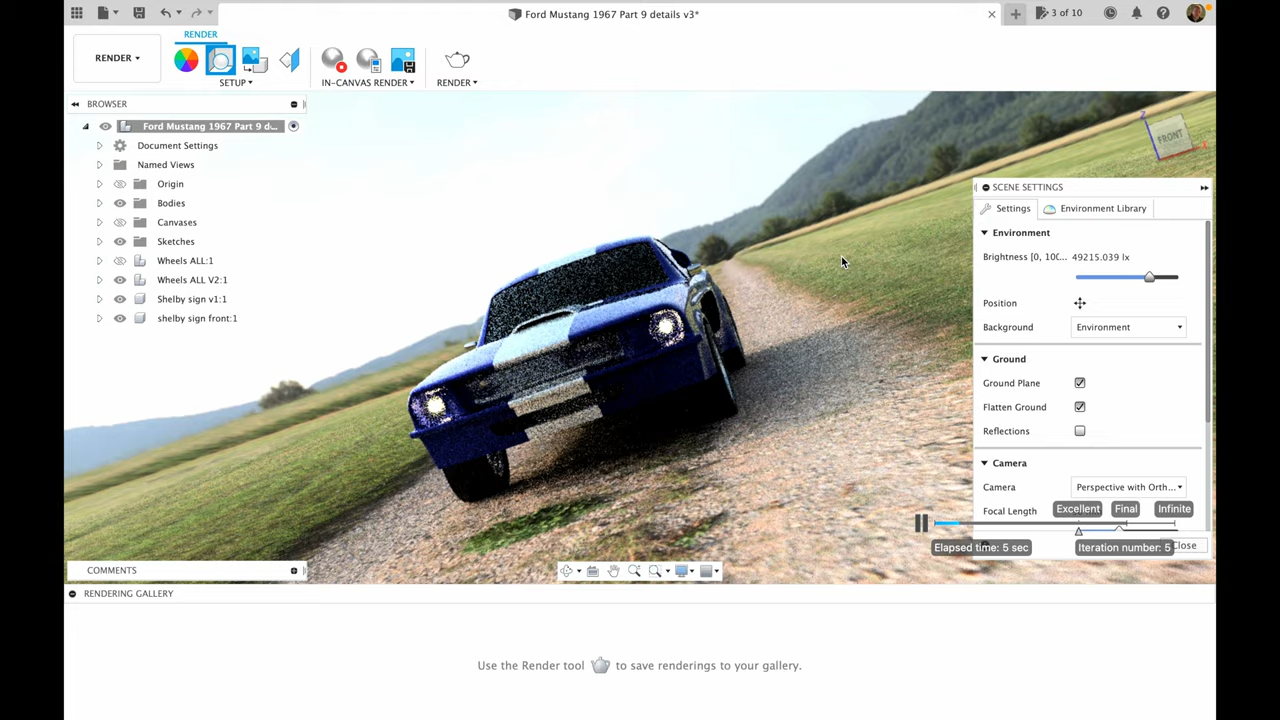 Ford Mustang 1967 Part 9 details v3*
3 of 10
RENDER
RENDER
SETUP
IN-CANVAS RENDER
RENDER
BROWSER
Ford Mustang 1967 Part 9 d...
Document Settings
Named Views
Origin
Bodies
Canvases
Sketches
Wheels ALL:1
Wheels ALL V2:1
Shelby sign v1:1
shelby sign front:1
Z
FRONT
X
SCENE SETTINGS
Settings
Environment Library
Environment
Brightness [0, 10C... 49215.039 lx
Position
Background
Environment
Ground
Ground Plane
Flatten Ground
Reflections
Camera
Camera
Perspective with Orth...
Focal Length
Excellent
Final
Infinite
Elapsed time: 5 sec
Iteration number: 5
Close
COMMENTS
RENDERING GALLERY
Use the Render tool to save renderings to your gallery.